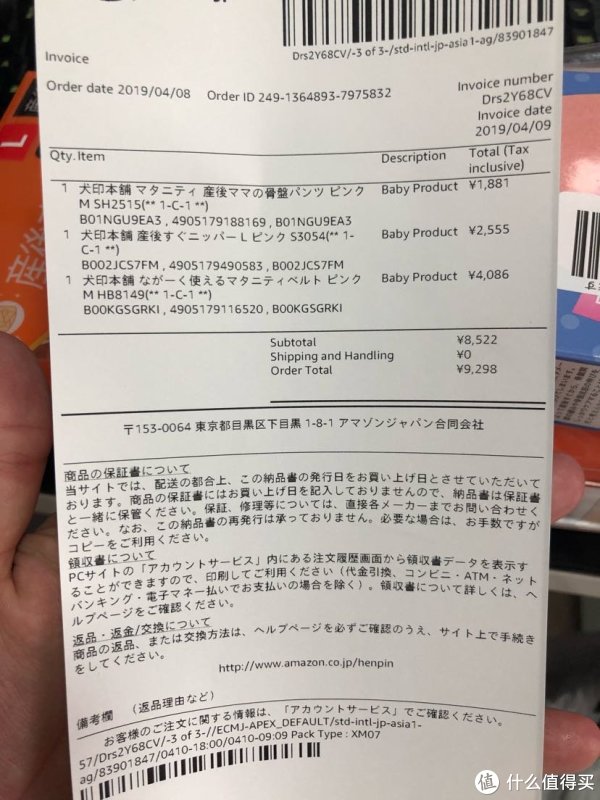 .jp
Drs2Y68CV/-3 of 3-/std-intl-jp-asia1-ag/83901847
Invoice
Order date 2019/04/08 Order ID 249-1364893-7975832
Invoice number
Drs2Y68CV
Invoice date
2019/04/09
Qty. Item Description Total (Tax inclusive)
1 犬印本舗 マタニティ 産後ママの骨盤パンツ ピンク Baby Product ¥1,881
M SH2515(** 1-C-1 **)
B01NGU9EA3 , 4905179188169 , B01NGU9EA3
1 犬印本舗 産後すぐニッパー L ピンク S3054(** 1- Baby Product ¥2,555
C-1 **)
B002JCS7FM , 4905179490583 , B002JCS7FM
1 犬印本舗 ながーく使えるマタニティベルト ピンク Baby Product ¥4,086
M HB8149(** 1-C-1 **)
B00KGSGRKI , 4905179116520 , B00KGSGRKI
Subtotal ¥8,522
Shipping and Handling ¥0
Order Total ¥9,298
〒153-0064 東京都目黒区下目黒 1-8-1 アマゾンジャパン合同会社
商品の保証書について
当サイトでは、配送の都合上、この納品書の発行日をお買い上げ日とさせていただいて
おります。商品の保証書にはお買い上げ日を記入しておりませんので、納品書は保証書
と一緒に保管ください。保証、修理等については、直接各メーカーまでお問い合わせく
ださい。なお、この納品書の再発行は承っておりません。必要な場合は、お手数ですが
コピーをご利用ください。
領収書について
PCサイトの「アカウントサービス」内にある注文履歴画面から領収書データを表示す
ることができますので、印刷してご利用ください（代金引換、コンビニ・ATM・ネット
バンキング・電子マネー払いでお支払いの場合を除く）。領収書について詳しくは、ヘ
ルプページをご確認ください。
返品・返金/交換について
商品の返品、または交換方法は、ヘルプページを必ずご確認のうえ、サイト上で手続き
をしてください。
http://www.amazon.co.jp/henpin
備考欄 （返品理由など）
お客様のご注文に関する情報は、「アカウントサービス」でご確認ください。
57/Drs2Y68CV/-3 of 3-//ECMJ-APEX_DEFAULT/std-intl-jp-asia1-
ag/83901847/0410-18:00/0410-09:09 Pack Type : XM07
值 什么值得买